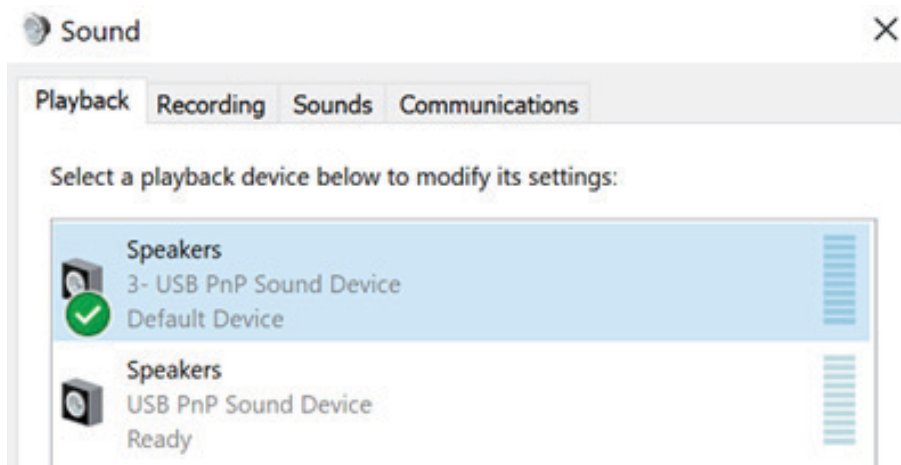 Sound
Playback Recording Sounds Communications
Select a playback device below to modify its settings:
Speakers
3- USB PnP Sound Device
Default Device
Speakers
USB PnP Sound Device
Ready